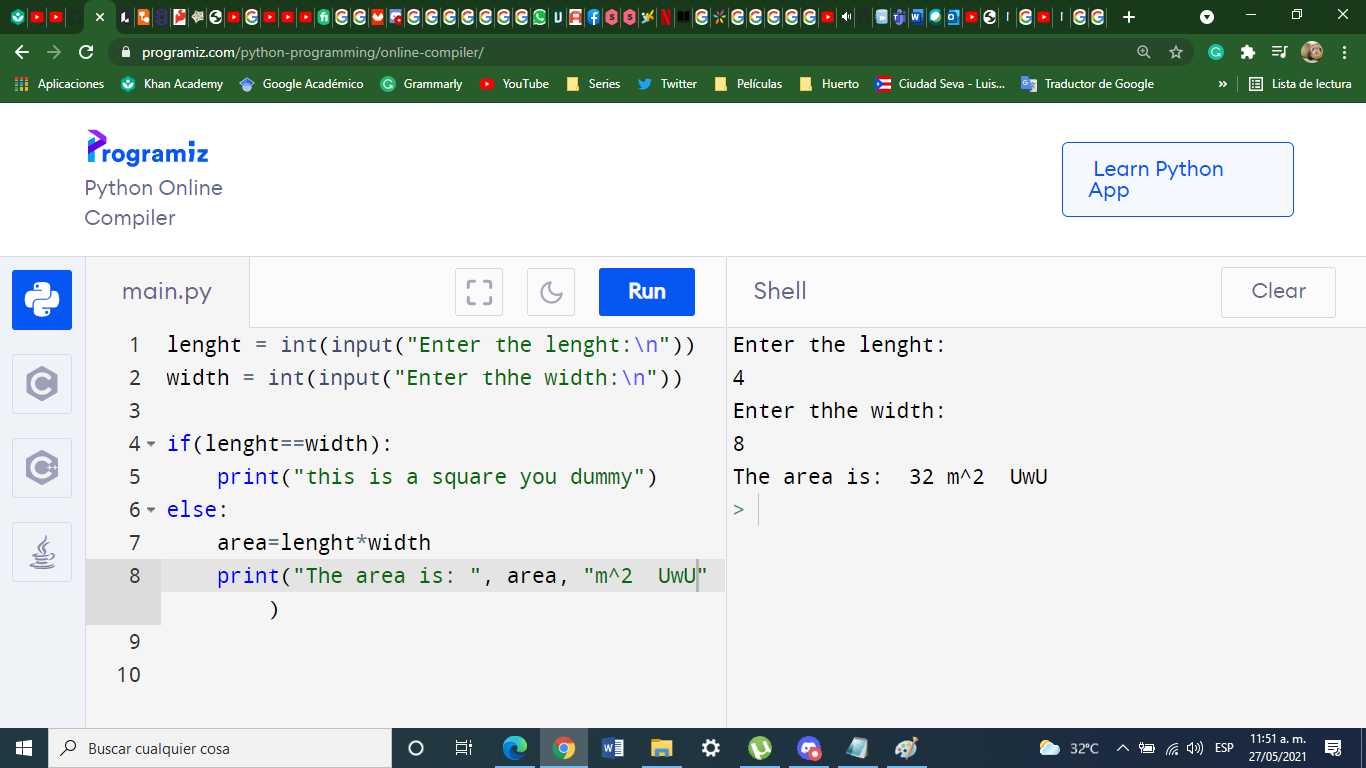 programiz.com/python-programming/online-compiler/
Aplicaciones Khan Academy Google Académico Grammarly YouTube Series Twitter Películas Huerto Ciudad Seva - Luis... Traductor de Google » Lista de lectura
Programiz
Python Online
Compiler
Learn Python
App
main.py
Run
Shell
Clear
1 lenght = int(input("Enter the lenght:\n"))
2 width = int(input("Enter thhe width:\n"))
3
4 if(lenght==width):
5     print("this is a square you dummy")
6 else:
7     area=lenght*width
8     print("The area is: ", area, "m^2  UwU"
)
9
10
Enter the lenght:
4
Enter thhe width:
8
The area is:  32 m^2  UwU
>
Buscar cualquier cosa
32°C
ESP
11:51 a. m.
27/05/2021